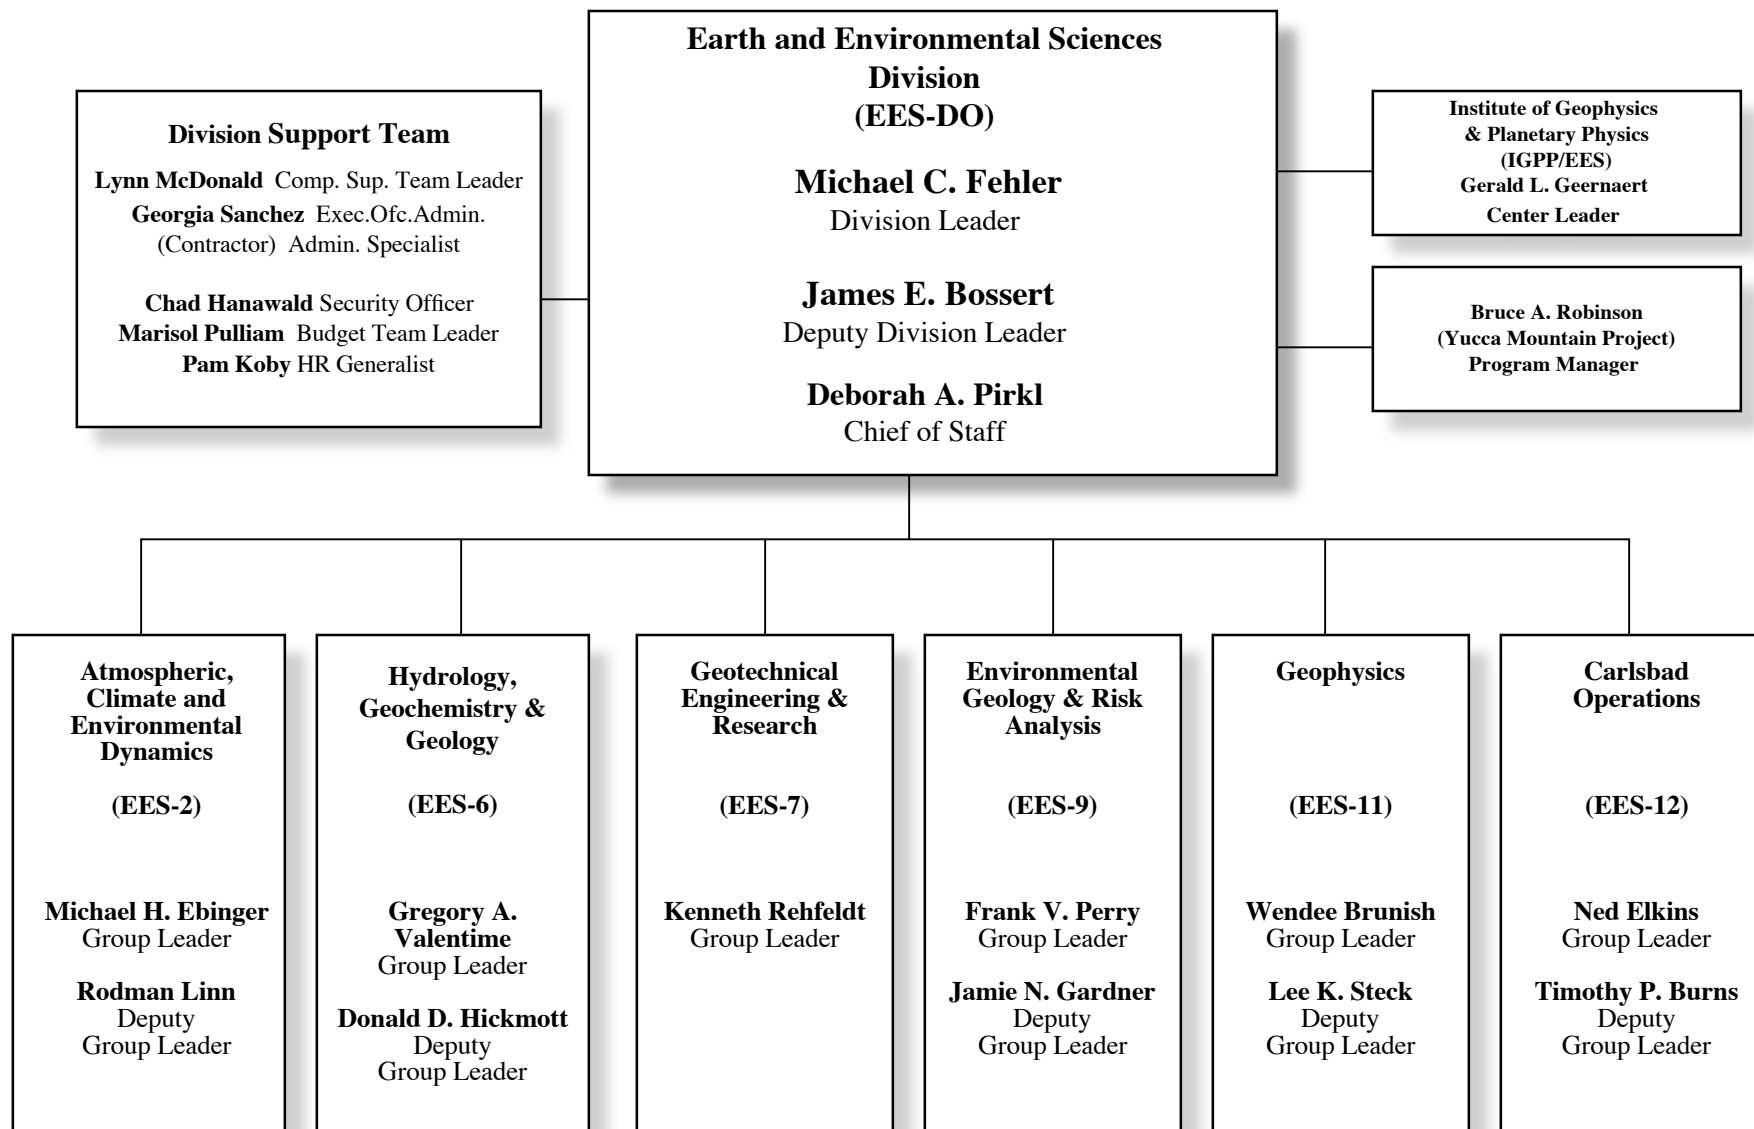 Earth and Environmental Sciences
Division
(EES-DO)
Michael C. Fehler
Division Leader
James E. Bossert
Deputy Division Leader
Deborah A. Pirkl
Chief of Staff
Division Support Team
Lynn McDonald Comp. Sup. Team Leader
Georgia Sanchez Exec.Ofc.Admin.
(Contractor) Admin. Specialist
Chad Hanawald Security Officer
Marisol Pulliam Budget Team Leader
Pam Koby HR Generalist
Institute of Geophysics
& Planetary Physics
(IGPP/EES)
Gerald L. Geernaert
Center Leader
Bruce A. Robinson
(Yucca Mountain Project)
Program Manager
Atmospheric,
Climate and
Environmental
Dynamics
(EES-2)
Michael H. Ebinger
Group Leader
Rodman Linn
Deputy
Group Leader
Hydrology,
Geochemistry &
Geology
(EES-6)
Gregory A.
Valentime
Group Leader
Donald D. Hickmott
Deputy
Group Leader
Geotechnical
Engineering &
Research
(EES-7)
Kenneth Rehfeldt
Group Leader
Environmental
Geology & Risk
Analysis
(EES-9)
Frank V. Perry
Group Leader
Jamie N. Gardner
Deputy
Group Leader
Geophysics
(EES-11)
Wendee Brunish
Group Leader
Lee K. Steck
Deputy
Group Leader
Carlsbad
Operations
(EES-12)
Ned Elkins
Group Leader
Timothy P. Burns
Deputy
Group Leader